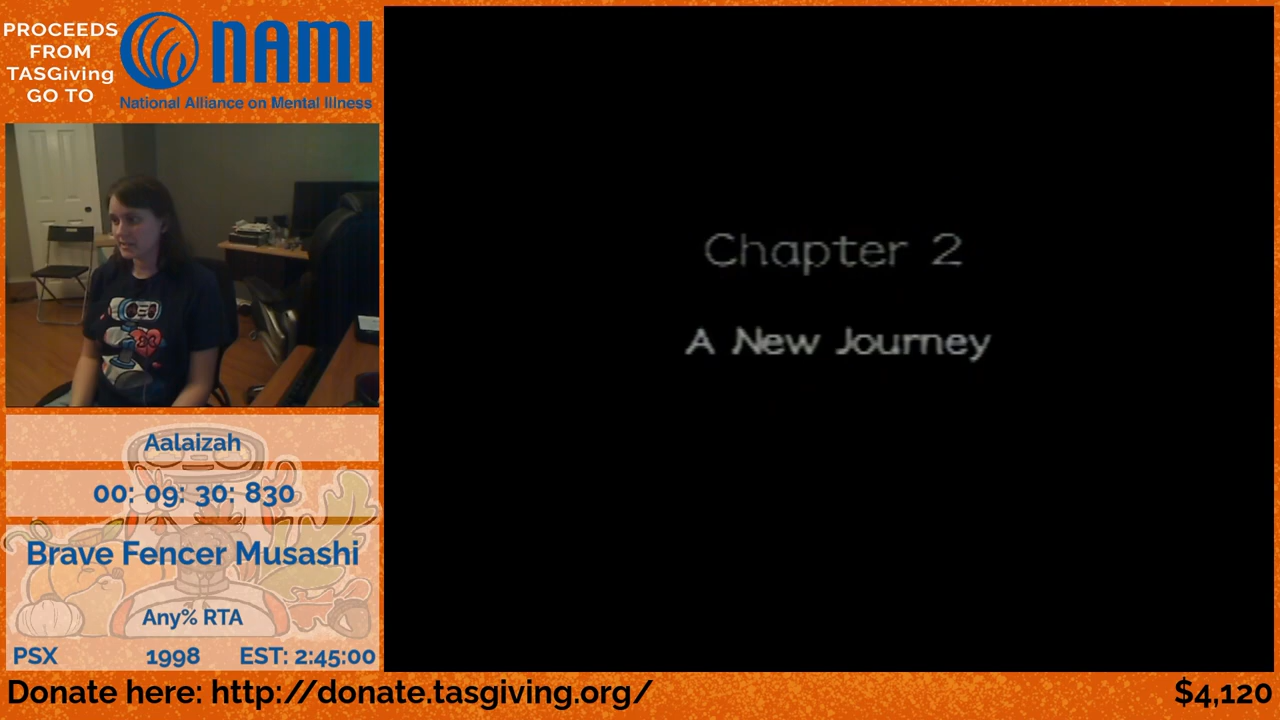 PROCEEDS
FROM
TASGiving
GO TO
NAMI
National Alliance on Mental Illness
Chapter 2
A New Journey
Aalaizah
00: 09: 30: 830
Brave Fencer Musashi
Any% RTA
PSX 1998 EST: 2:45:00
Donate here: http://donate.tasgiving.org/ $4,120